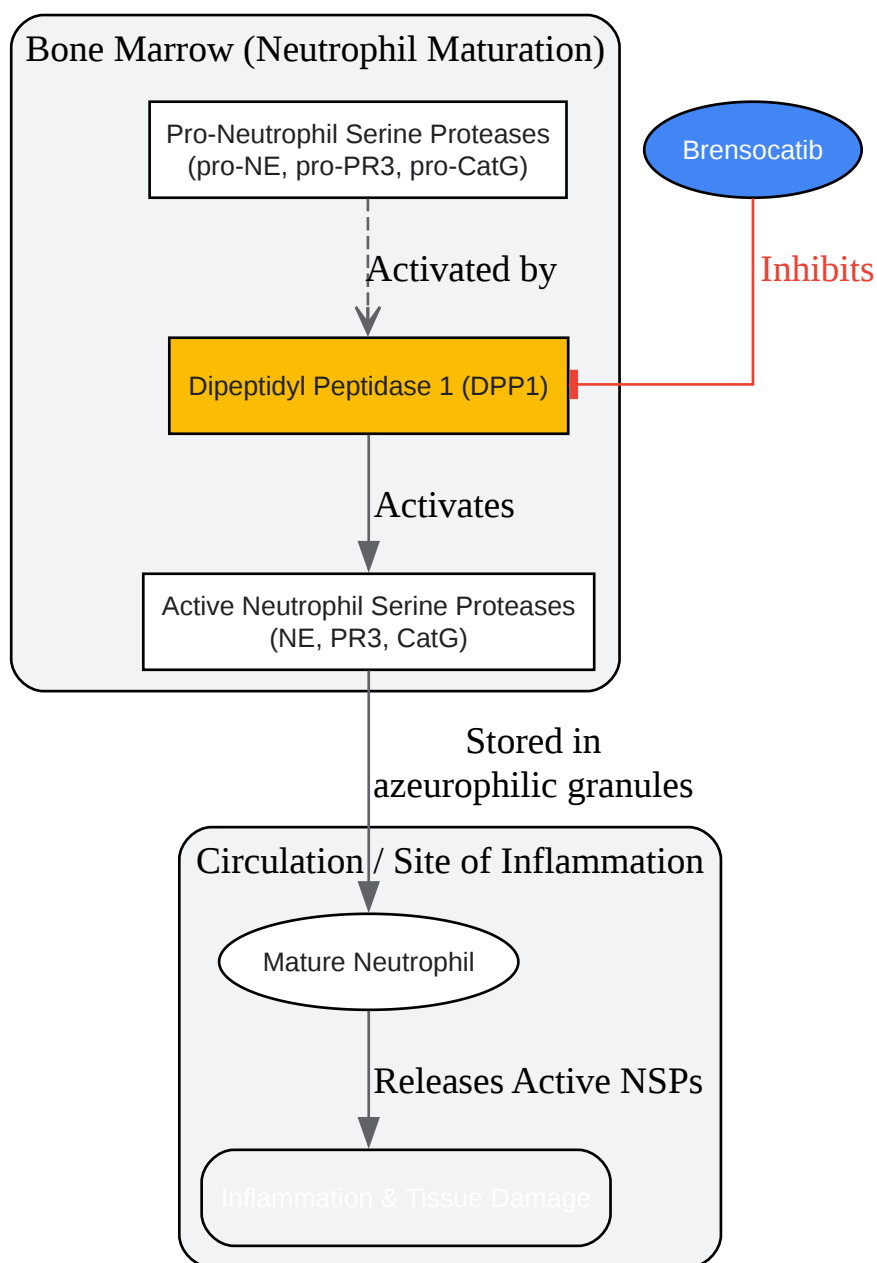 Bone Marrow (Neutrophil Maturation)
Pro-Neutrophil Serine Proteases
(pro-NE, pro-PR3, pro-CatG)
Brensocatib
Activated by
Inhibits
Dipeptidyl Peptidase 1 (DPP1)
Activates
Active Neutrophil Serine Proteases
(NE, PR3, CatG)
Stored in
azeurophilic granules
Circulation / Site of Inflammation
Mature Neutrophil
Releases Active NSPs
Inflammation & Tissue Damage